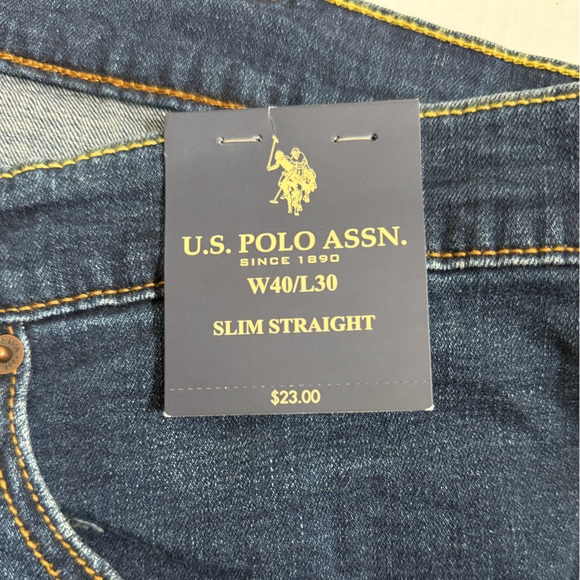 U.S. POLO ASSN.
SINCE 1890
W40/L30
SLIM STRAIGHT
$23.00